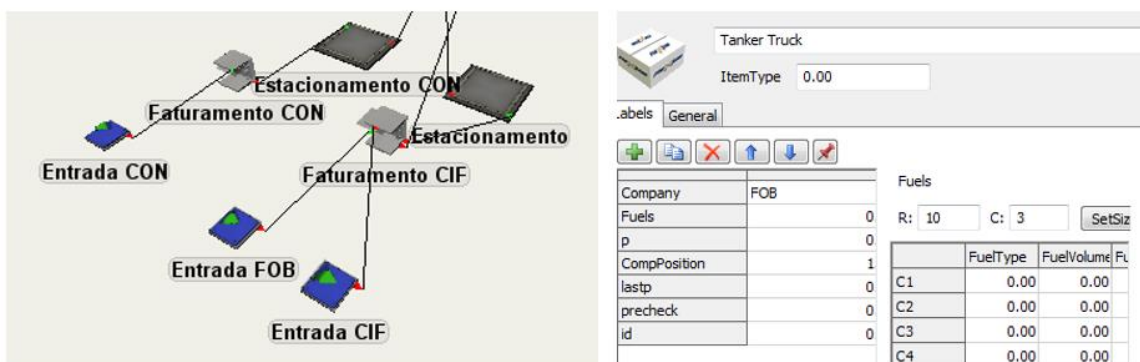 Estacionamento CON
Faturamento CON
Estacionamento
Entrada CON
Faturamento CIF
Entrada FOB
Entrada CIF
Tanker Truck
ItemType 0.00
Labels General
Company FOB
Fuels 0
p 0
CompPosition 1
lastp 0
precheck 0
id 0
Fuels
R: 10 C: 3 SetSiz
FuelType FuelVolume Fu
C1 0.00 0.00
C2 0.00 0.00
C3 0.00 0.00
C4 0.00 0.00